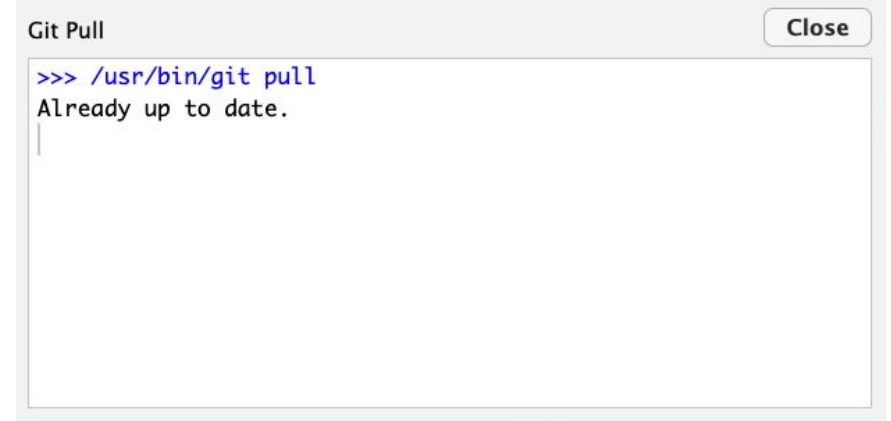 Git Pull
Close
>>> /usr/bin/git pull
Already up to date.